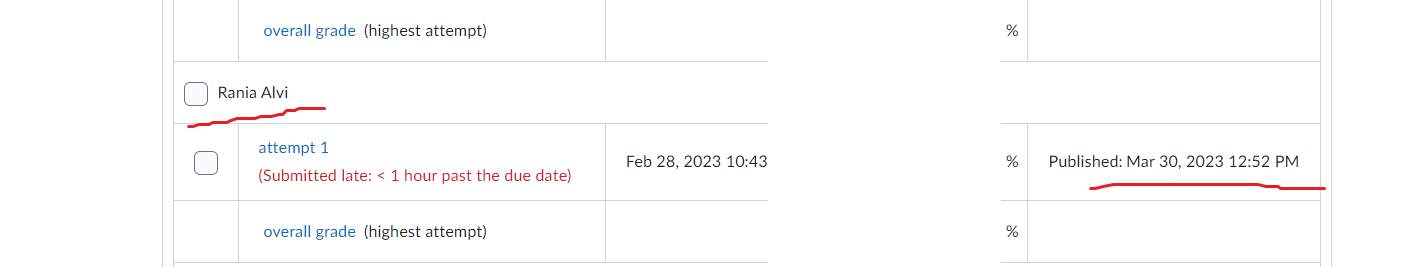 overall grade (highest attempt) %
Rania Alvi
attempt 1
(Submitted late: < 1 hour past the due date) Feb 28, 2023 10:43 % Published: Mar 30, 2023 12:52 PM
overall grade (highest attempt) %